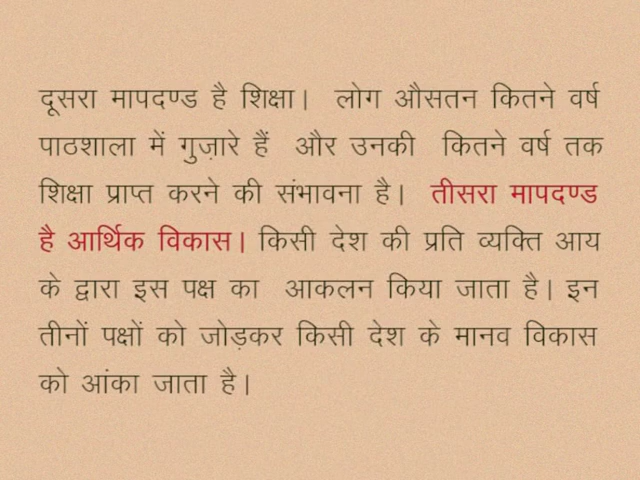 दूसरा मापदण्ड है शिक्षा। लोग औसतन कितने वर्ष
पाठशाला में गुज़ारे हैं और उनकी कितने वर्ष तक
शिक्षा प्राप्त करने की संभावना है। तीसरा मापदण्ड
है आर्थिक विकास। किसी देश की प्रति व्यक्ति आय
के द्वारा इस पक्ष का आकलन किया जाता है। इन
तीनों पक्षों को जोड़कर किसी देश के मानव विकास
को आंका जाता है।